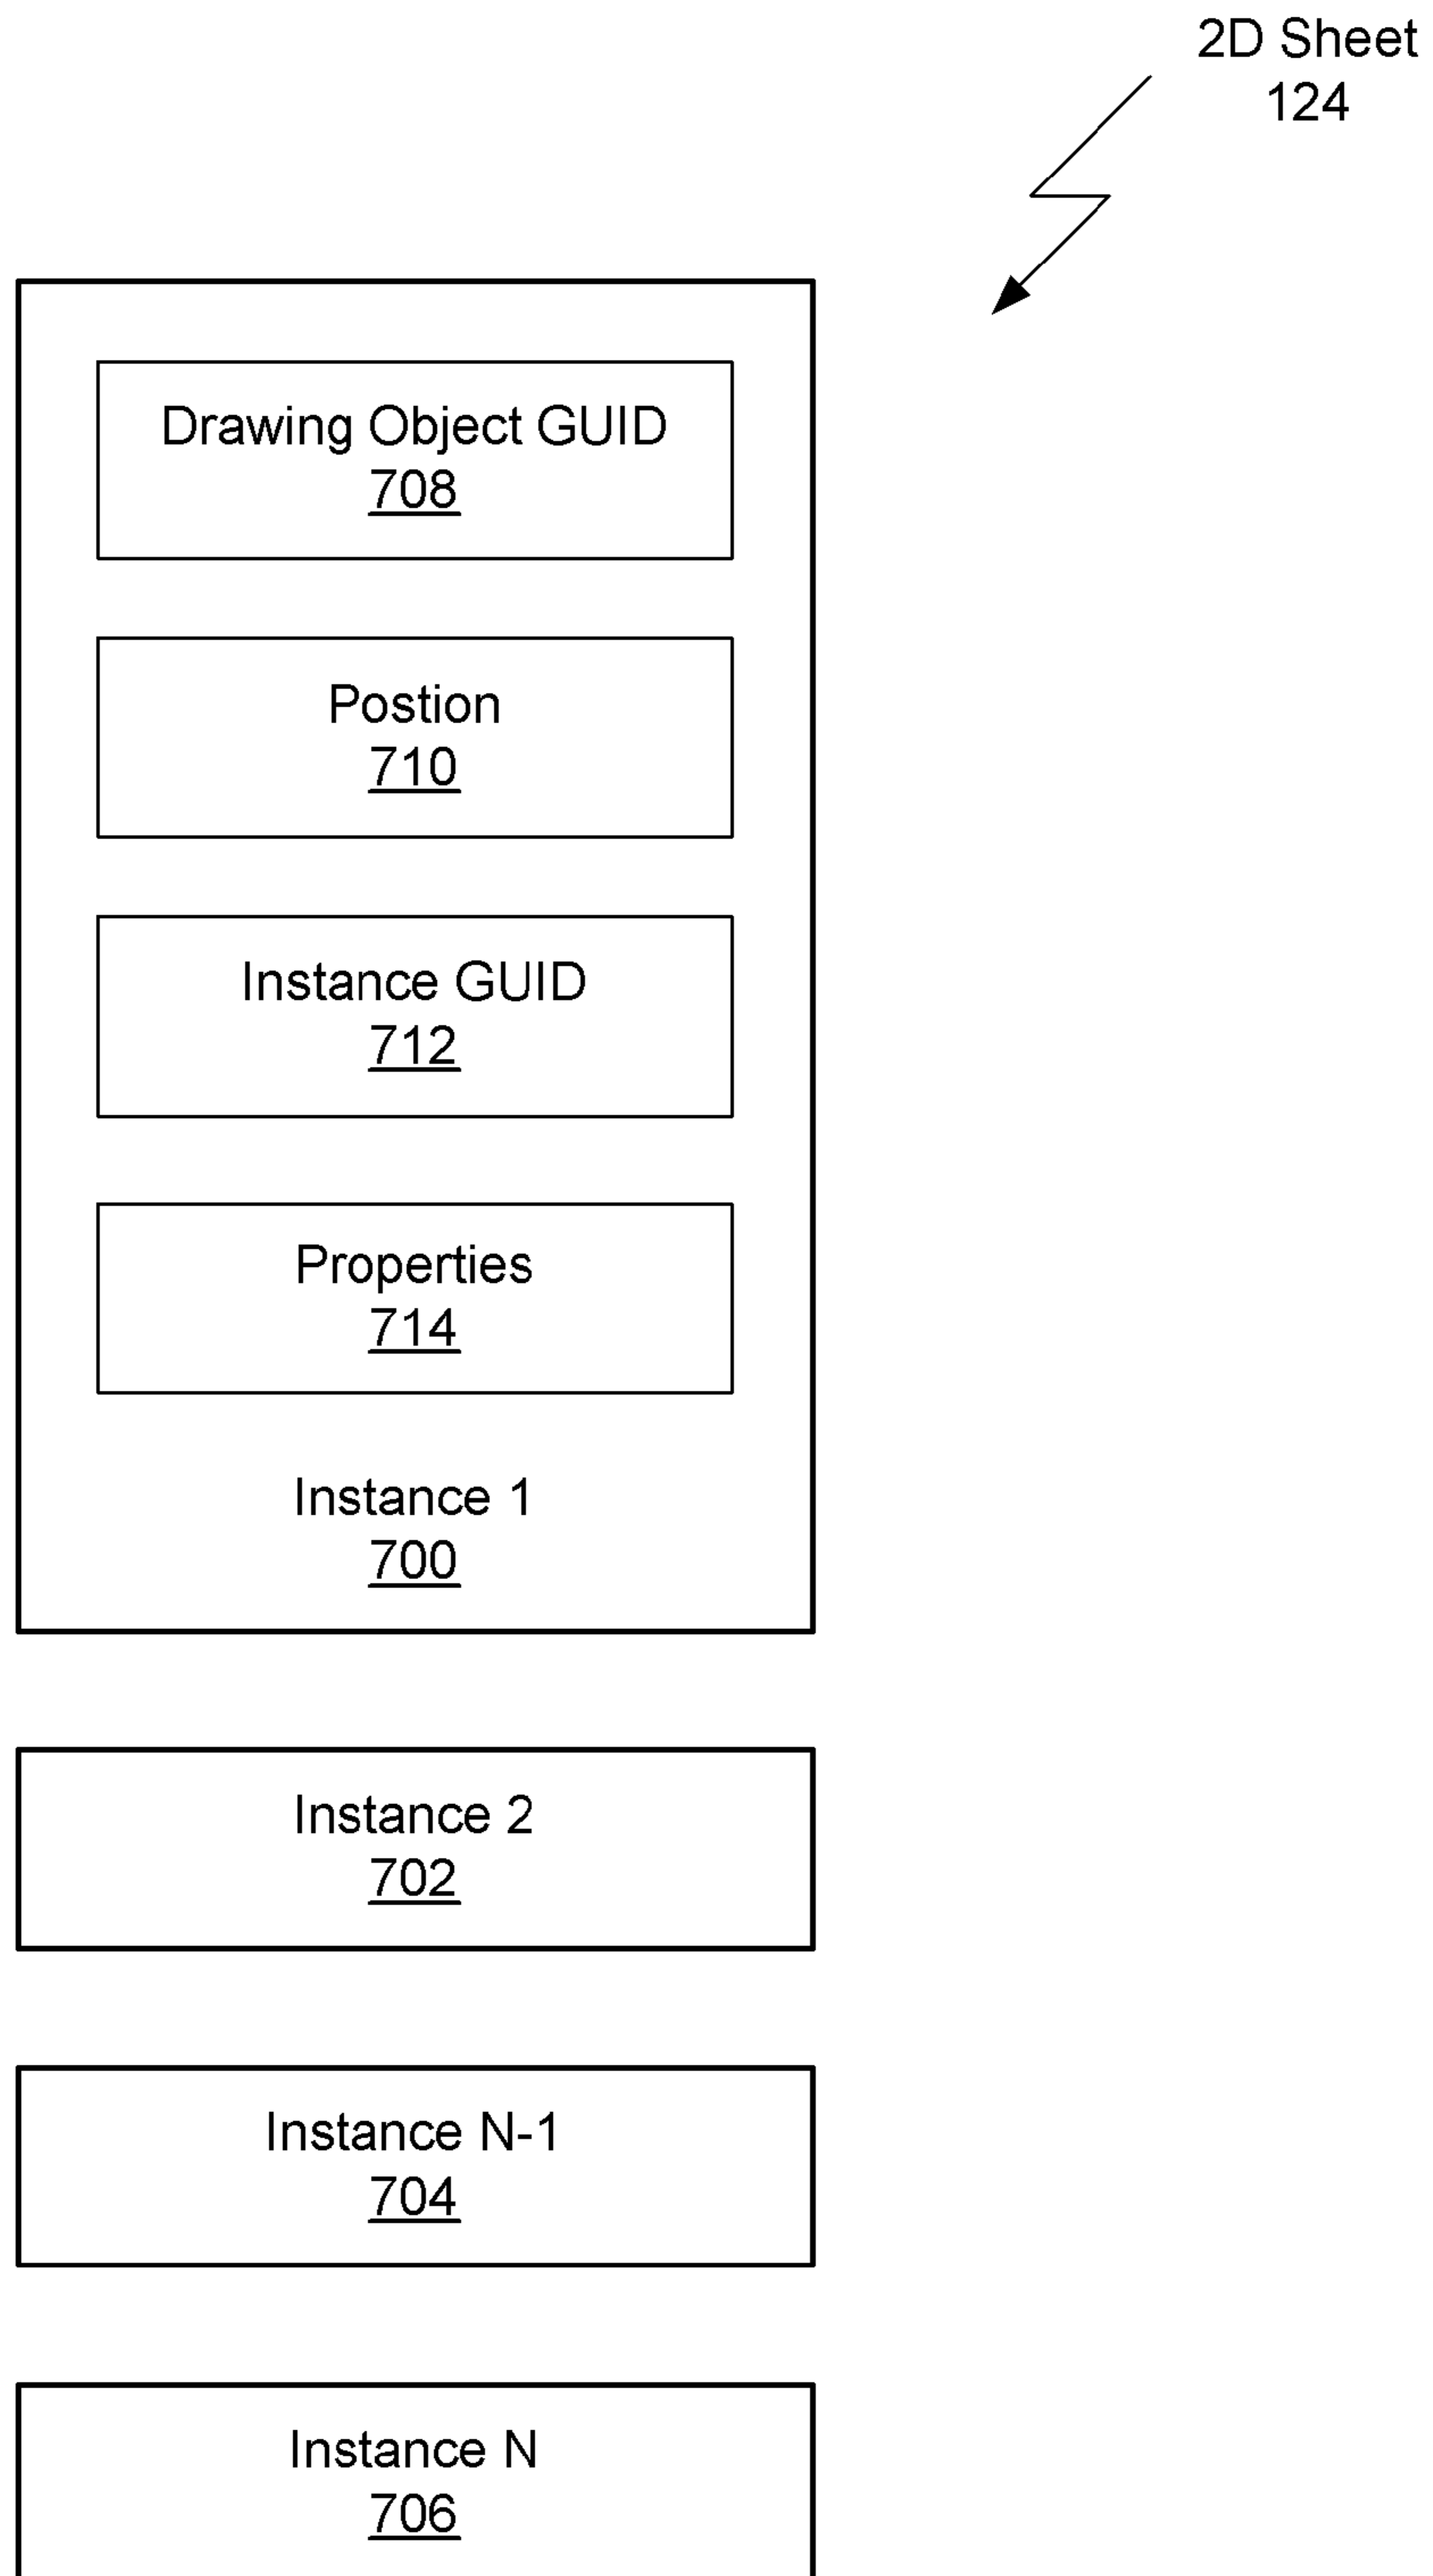 2D Sheet
124
Drawing Object GUID
708
Postion
710
Instance GUID
712
Properties
714
Instance 1
700
Instance 2
702
Instance N-1
704
Instance N
706